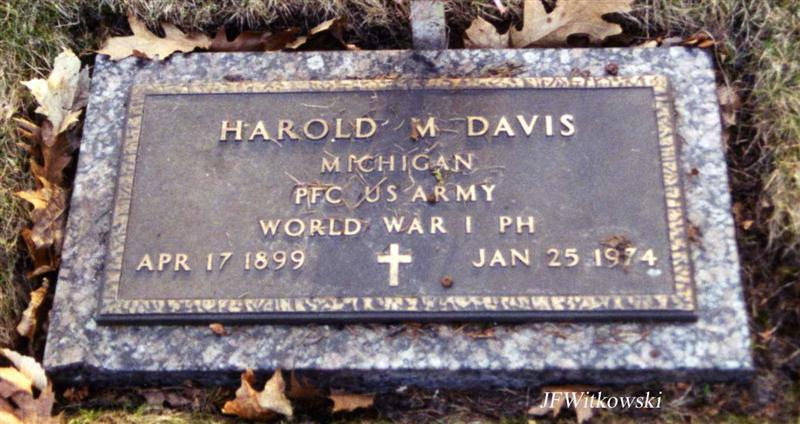 HAROLD M DAVIS
MICHIGAN
PFC US ARMY
WORLD WAR I PH
APR 17 1899 JAN 25 1974
JFWitkowski